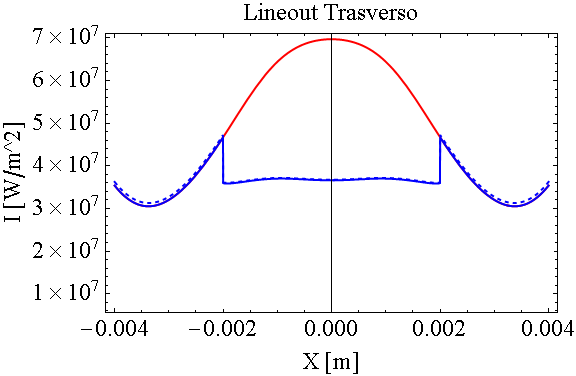 Lineout Trasverso
7 × 10^7
6 × 10^7
5 × 10^7
4 × 10^7
3 × 10^7
2 × 10^7
1 × 10^7
I [W/m^2]
−0.004 −0.002 0.000 0.002 0.004
X [m]